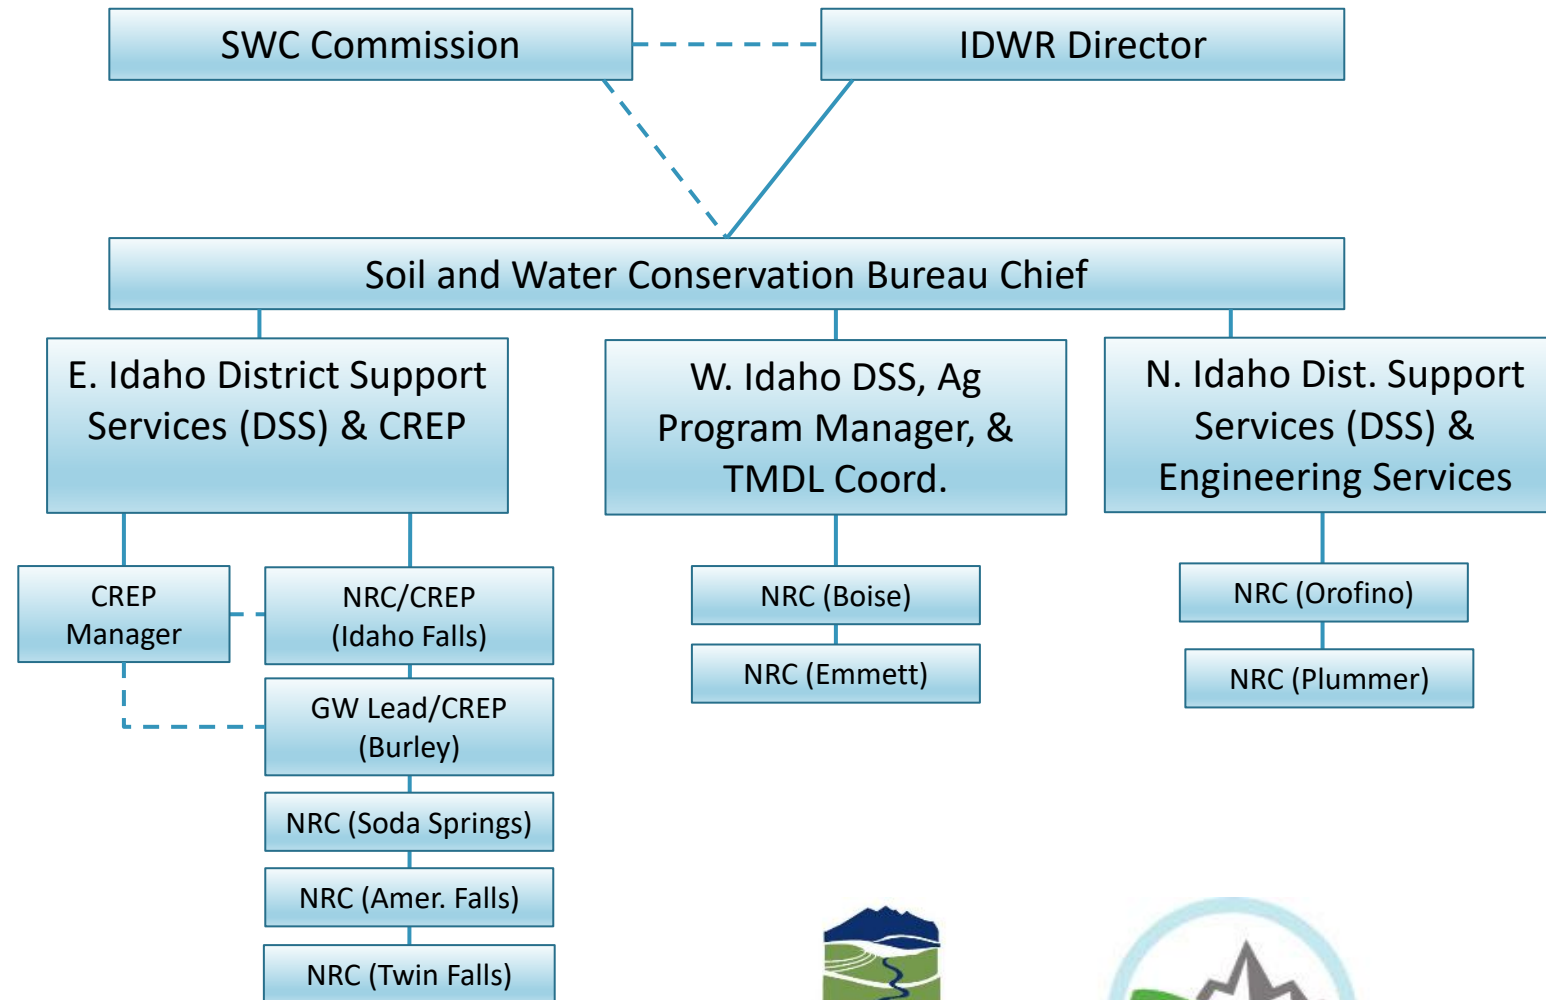 SWC Commission
IDWR Director
Soil and Water Conservation Bureau Chief
E. Idaho District Support
Services (DSS) & CREP
W. Idaho DSS, Ag
Program Manager, &
TMDL Coord.
N. Idaho Dist. Support
Services (DSS) &
Engineering Services
CREP
Manager
NRC/CREP
(Idaho Falls)
GW Lead/CREP
(Burley)
NRC (Soda Springs)
NRC (Amer. Falls)
NRC (Twin Falls)
NRC (Boise)
NRC (Emmett)
NRC (Orofino)
NRC (Plummer)